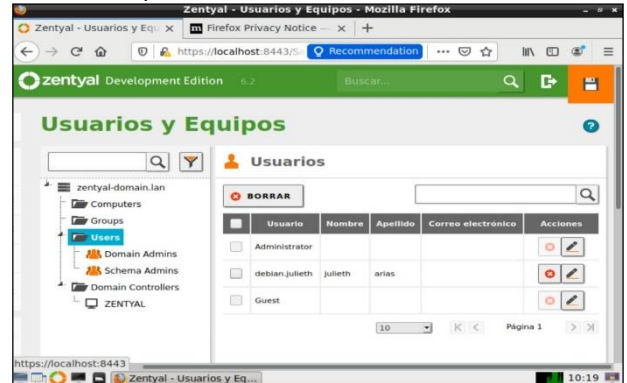 Zentyal - Usuarios y Equipos - Mozilla Firefox
Zentyal - Usuarios y Equ
Firefox Privacy Notice —
https://localhost:8443/S
Recommendation
zentyal Development Edition 6.2
Buscar...
Usuarios y Equipos
zentyal-domain.lan
Computers
Groups
Users
Domain Admins
Schema Admins
Domain Controllers
ZENTYAL
Usuarios
BORRAR
Usuario Nombre Apellido Correo electrónico Acciones
Administrator
debian.julieth julieth arias
Guest
10 Página 1
https://localhost:8443
Zentyal - Usuarios y Eq...
10:19